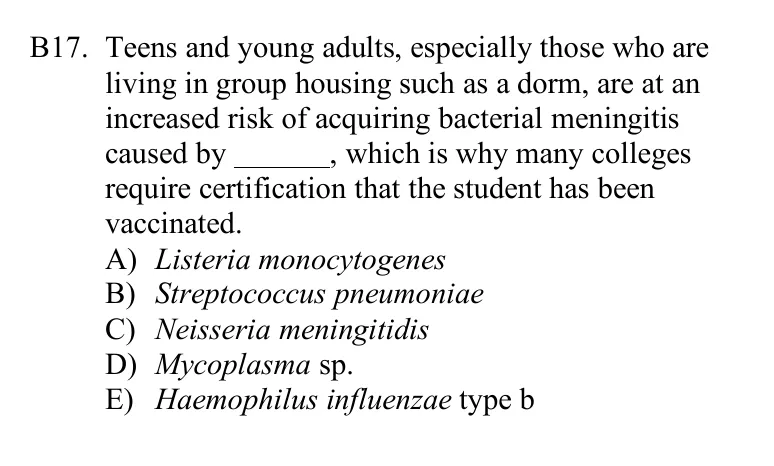 B17. Teens and young adults, especially those who are
living in group housing such as a dorm, are at an
increased risk of acquiring bacterial meningitis
caused by ______, which is why many colleges
require certification that the student has been
vaccinated.
A) Listeria monocytogenes
B) Streptococcus pneumoniae
C) Neisseria meningitidis
D) Mycoplasma sp.
E) Haemophilus influenzae type b